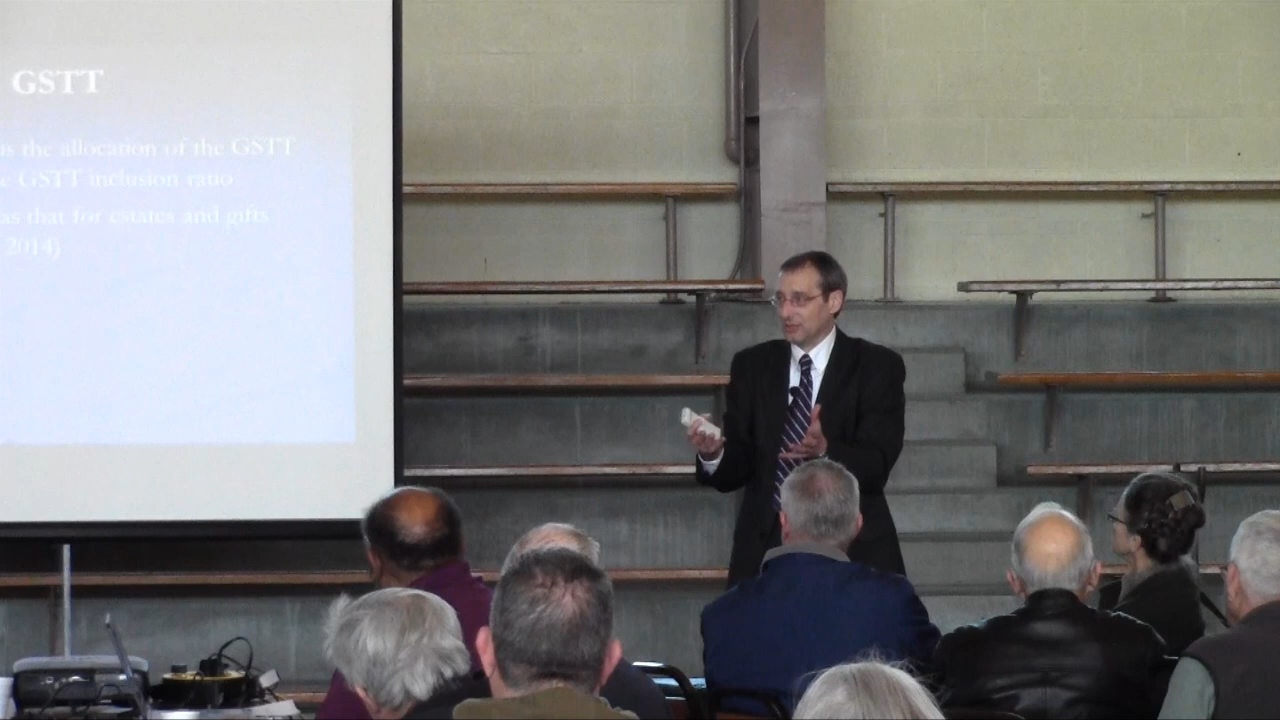 GSTT
the allocation of the GSTT
GSTT inclusion ratio
as that for estates and gifts
2014)